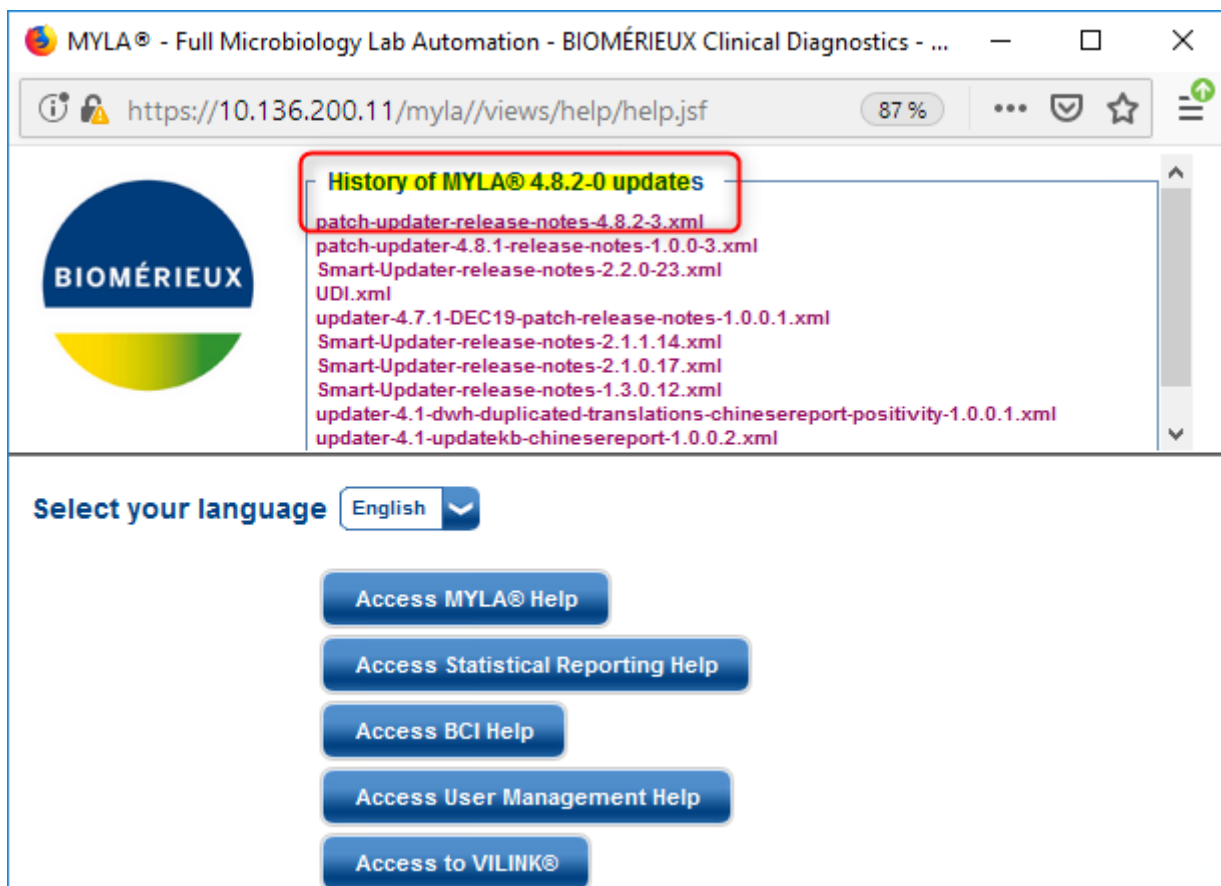 MYLA® - Full Microbiology Lab Automation - BIOMÉRIEUX Clinical Diagnostics - ...
https://10.136.200.11/myla//views/help/help.jsf
87 %
BIOMÉRIEUX
History of MYLA® 4.8.2-0 updates
patch-updater-release-notes-4.8.2-3.xml
patch-updater-4.8.1-release-notes-1.0.0-3.xml
Smart-Updater-release-notes-2.2.0-23.xml
UDI.xml
updater-4.7.1-DEC19-patch-release-notes-1.0.0.1.xml
Smart-Updater-release-notes-2.1.1.14.xml
Smart-Updater-release-notes-2.1.0.17.xml
Smart-Updater-release-notes-1.3.0.12.xml
updater-4.1-dwh-duplicated-translations-chinesereport-positivity-1.0.0.1.xml
updater-4.1-updatekb-chinesereport-1.0.0.2.xml
Select your language English
Access MYLA® Help
Access Statistical Reporting Help
Access BCI Help
Access User Management Help
Access to VILINK®